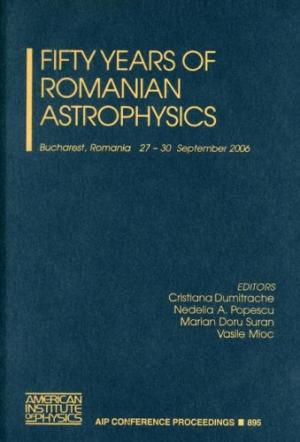 FIFTY YEARS OF
ROMANIAN
ASTROPHYSICS
Bucharest, Romania 27 – 30 September 2006
EDITORS
Cristiana Dumitrache
Nedelia A. Popescu
Marian Doru Suran
Vasile Mioc
AMERICAN
INSTITUTE
OF PHYSICS
AIP CONFERENCE PROCEEDINGS ■ 895